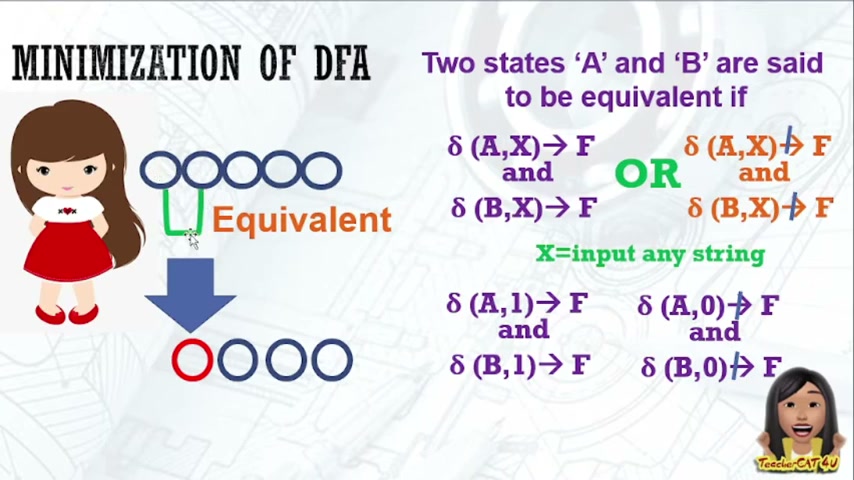 MINIMIZATION OF DFA
Equivalent
Two states ‘A’ and ‘B’ are said
to be equivalent if
δ (A,X)→ F
and
δ (B,X)→ F
OR
δ (A,X)↛ F
and
δ (B,X)↛ F
X=input any string
δ (A,1)→ F
and
δ (B,1)→ F
δ (A,0)↛ F
and
δ (B,0)↛ F
TeacherCAT4U